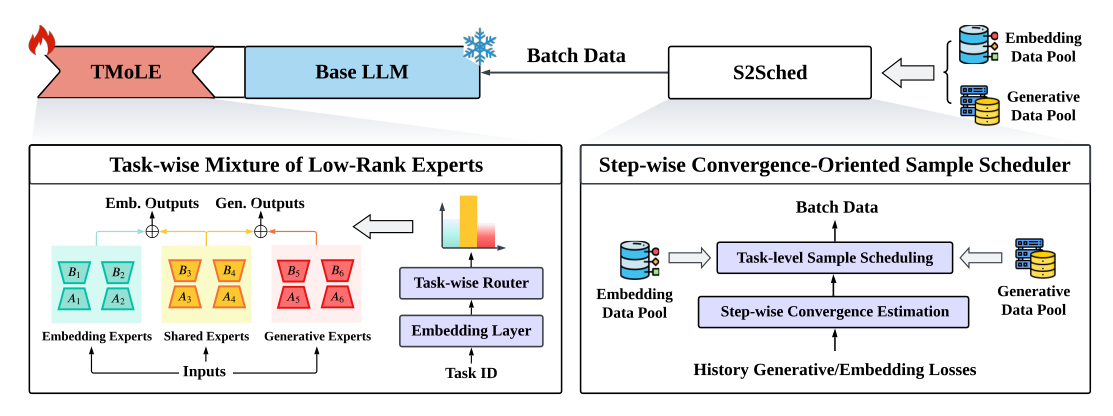 TMoLE
Base LLM
Batch Data
S2Sched
Embedding
Data Pool
Generative
Data Pool
Task-wise Mixture of Low-Rank Experts
Emb. Outputs
Gen. Outputs
B1
B2
B3
B4
B5
B6
A1
A2
A3
A4
A5
A6
Embedding Experts
Shared Experts
Generative Experts
Inputs
Task-wise Router
Embedding Layer
Task ID
Step-wise Convergence-Oriented Sample Scheduler
Batch Data
Task-level Sample Scheduling
Embedding
Data Pool
Generative
Data Pool
Step-wise Convergence Estimation
History Generative/Embedding Losses